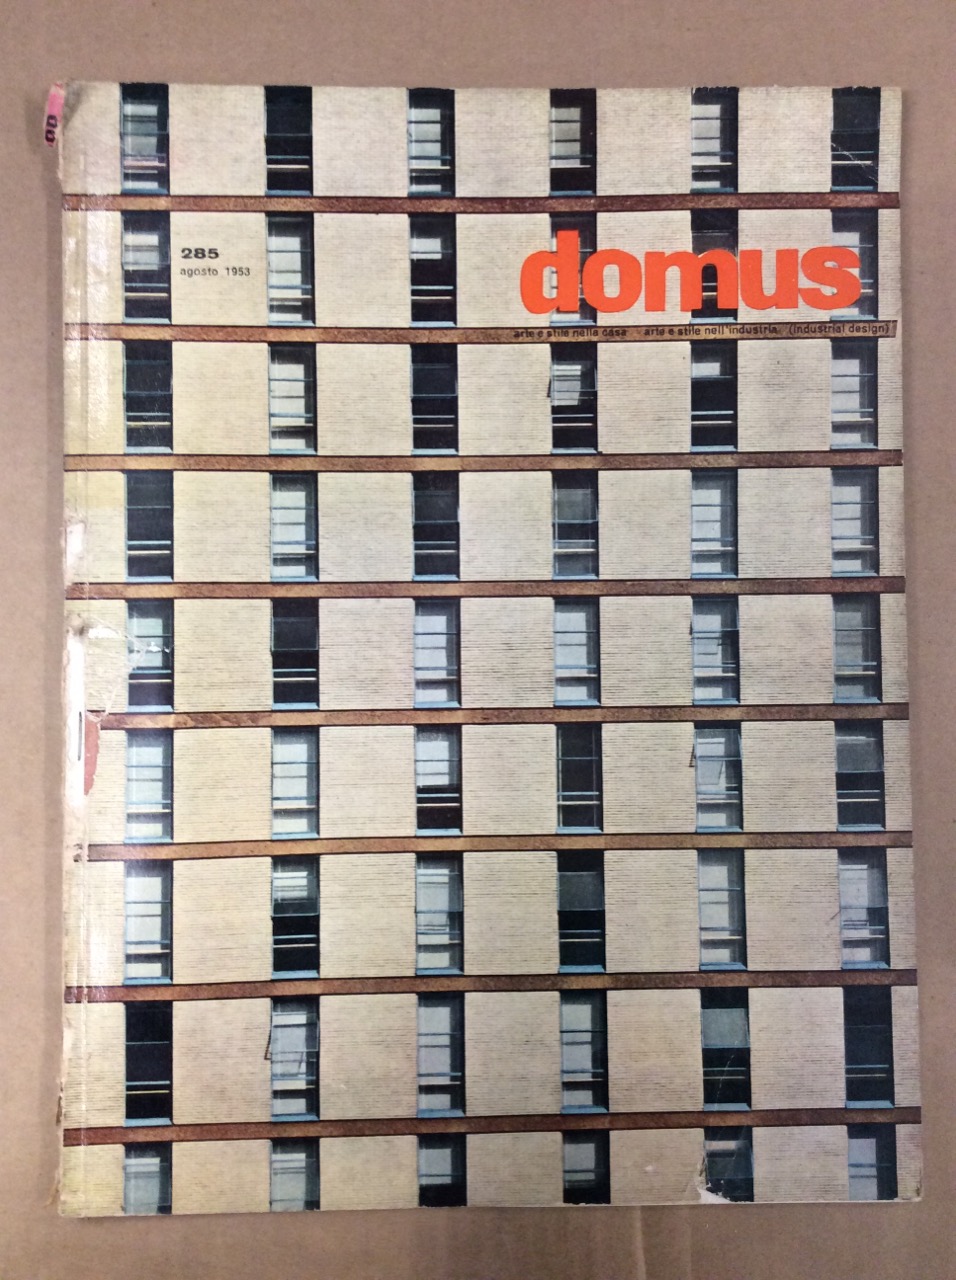 285
agosto 1953
domus
arte e stile nella casa arte e stile nell'industria (industrial design)